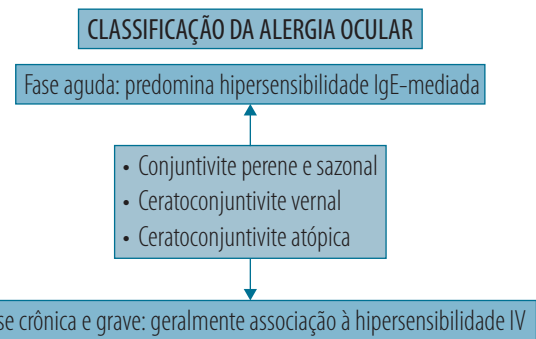 CLASSIFICAÇÃO DA ALERGIA OCULAR
Fase aguda: predomina hipersensibilidade IgE-mediada
• Conjuntivite perene e sazonal
• Ceratoconjuntivite vernal
• Ceratoconjuntivite atópica
se crônica e grave: geralmente associação à hipersensibilidade IV